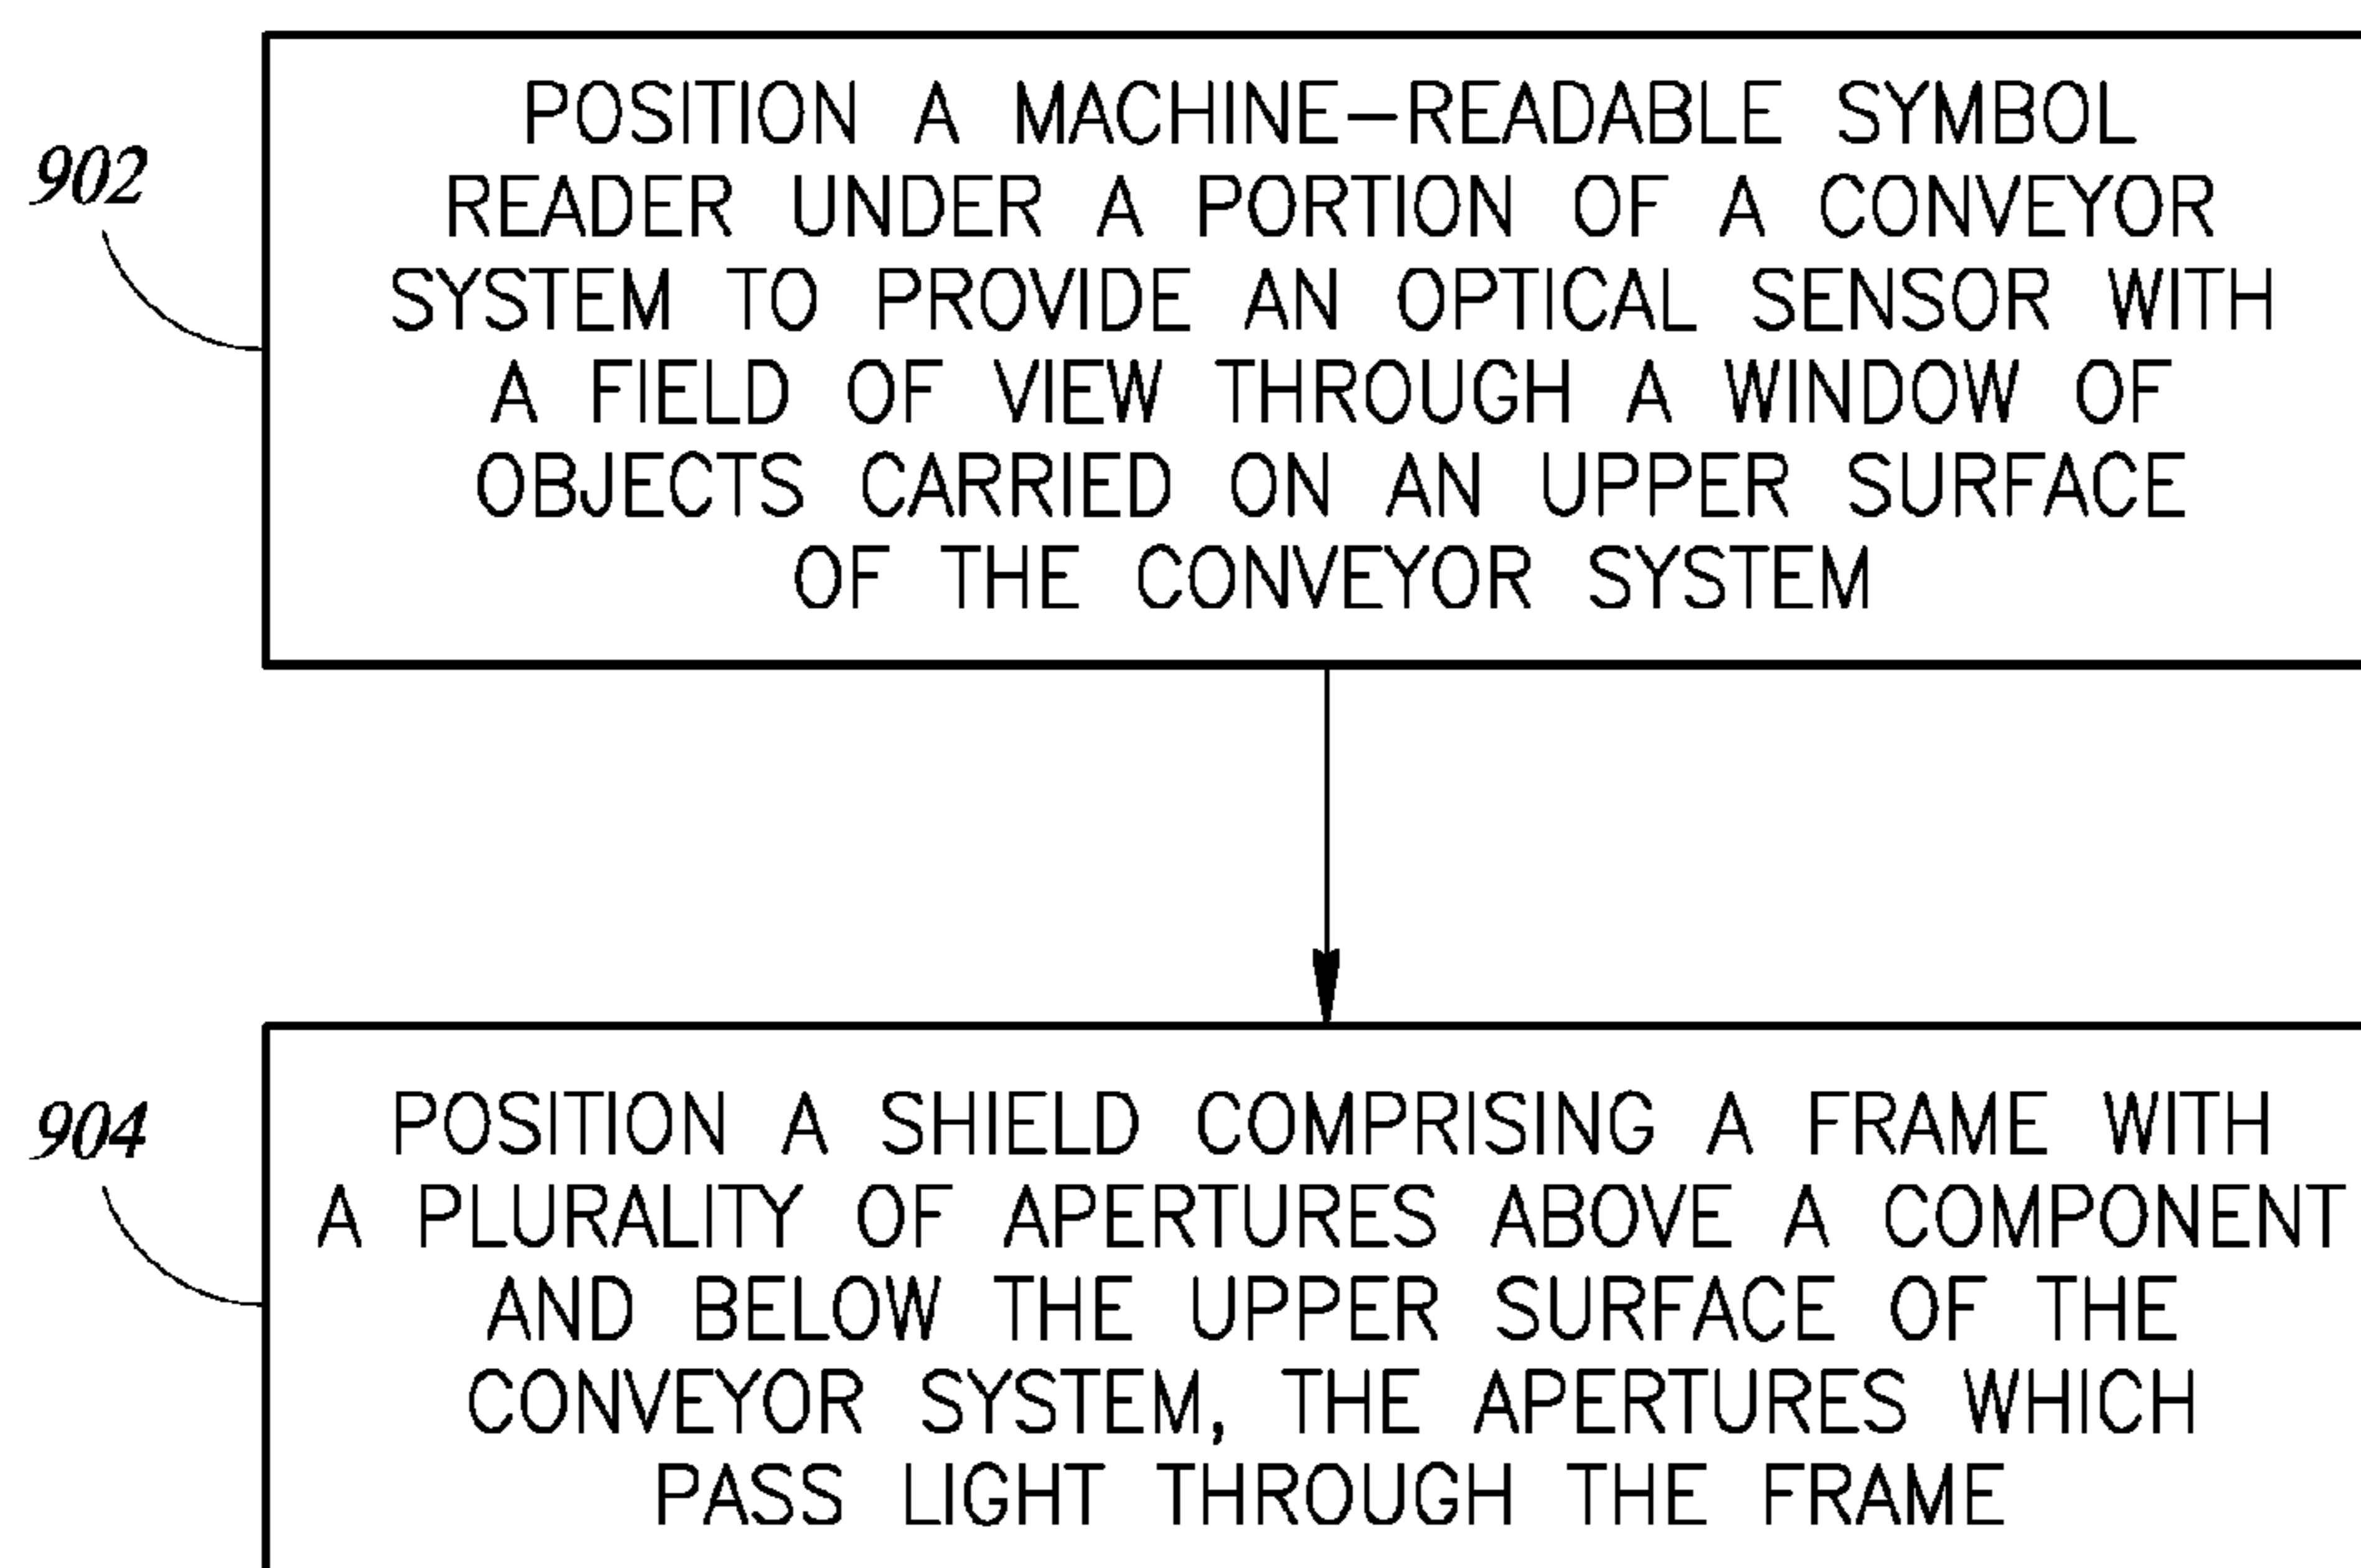 902
POSITION A MACHINE-READABLE SYMBOL
READER UNDER A PORTION OF A CONVEYOR
SYSTEM TO PROVIDE AN OPTICAL SENSOR WITH
A FIELD OF VIEW THROUGH A WINDOW OF
OBJECTS CARRIED ON AN UPPER SURFACE
OF THE CONVEYOR SYSTEM
904
POSITION A SHIELD COMPRISING A FRAME WITH
A PLURALITY OF APERTURES ABOVE A COMPONENT
AND BELOW THE UPPER SURFACE OF THE
CONVEYOR SYSTEM, THE APERTURES WHICH
PASS LIGHT THROUGH THE FRAME